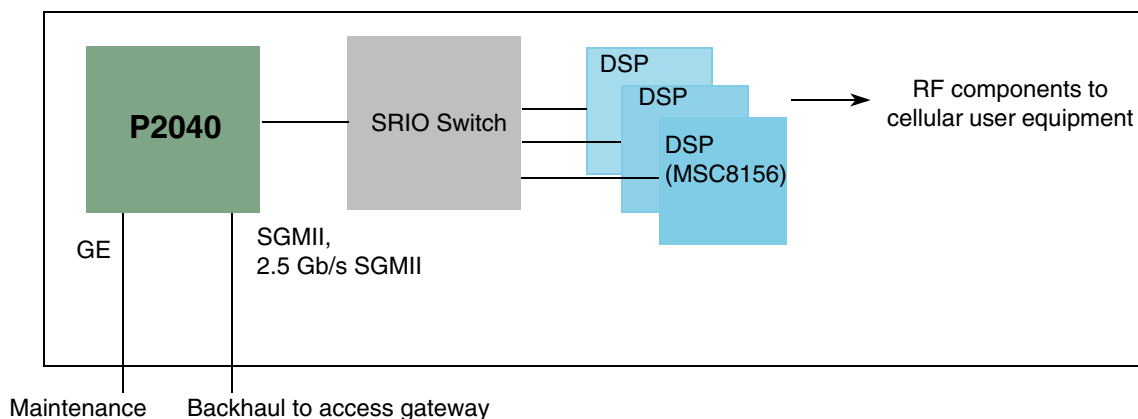 P2040
SRIO Switch
DSP
DSP
DSP
(MSC8156)
RF components to
cellular user equipment
GE
SGMII,
2.5 Gb/s SGMII
Maintenance
Backhaul to access gateway